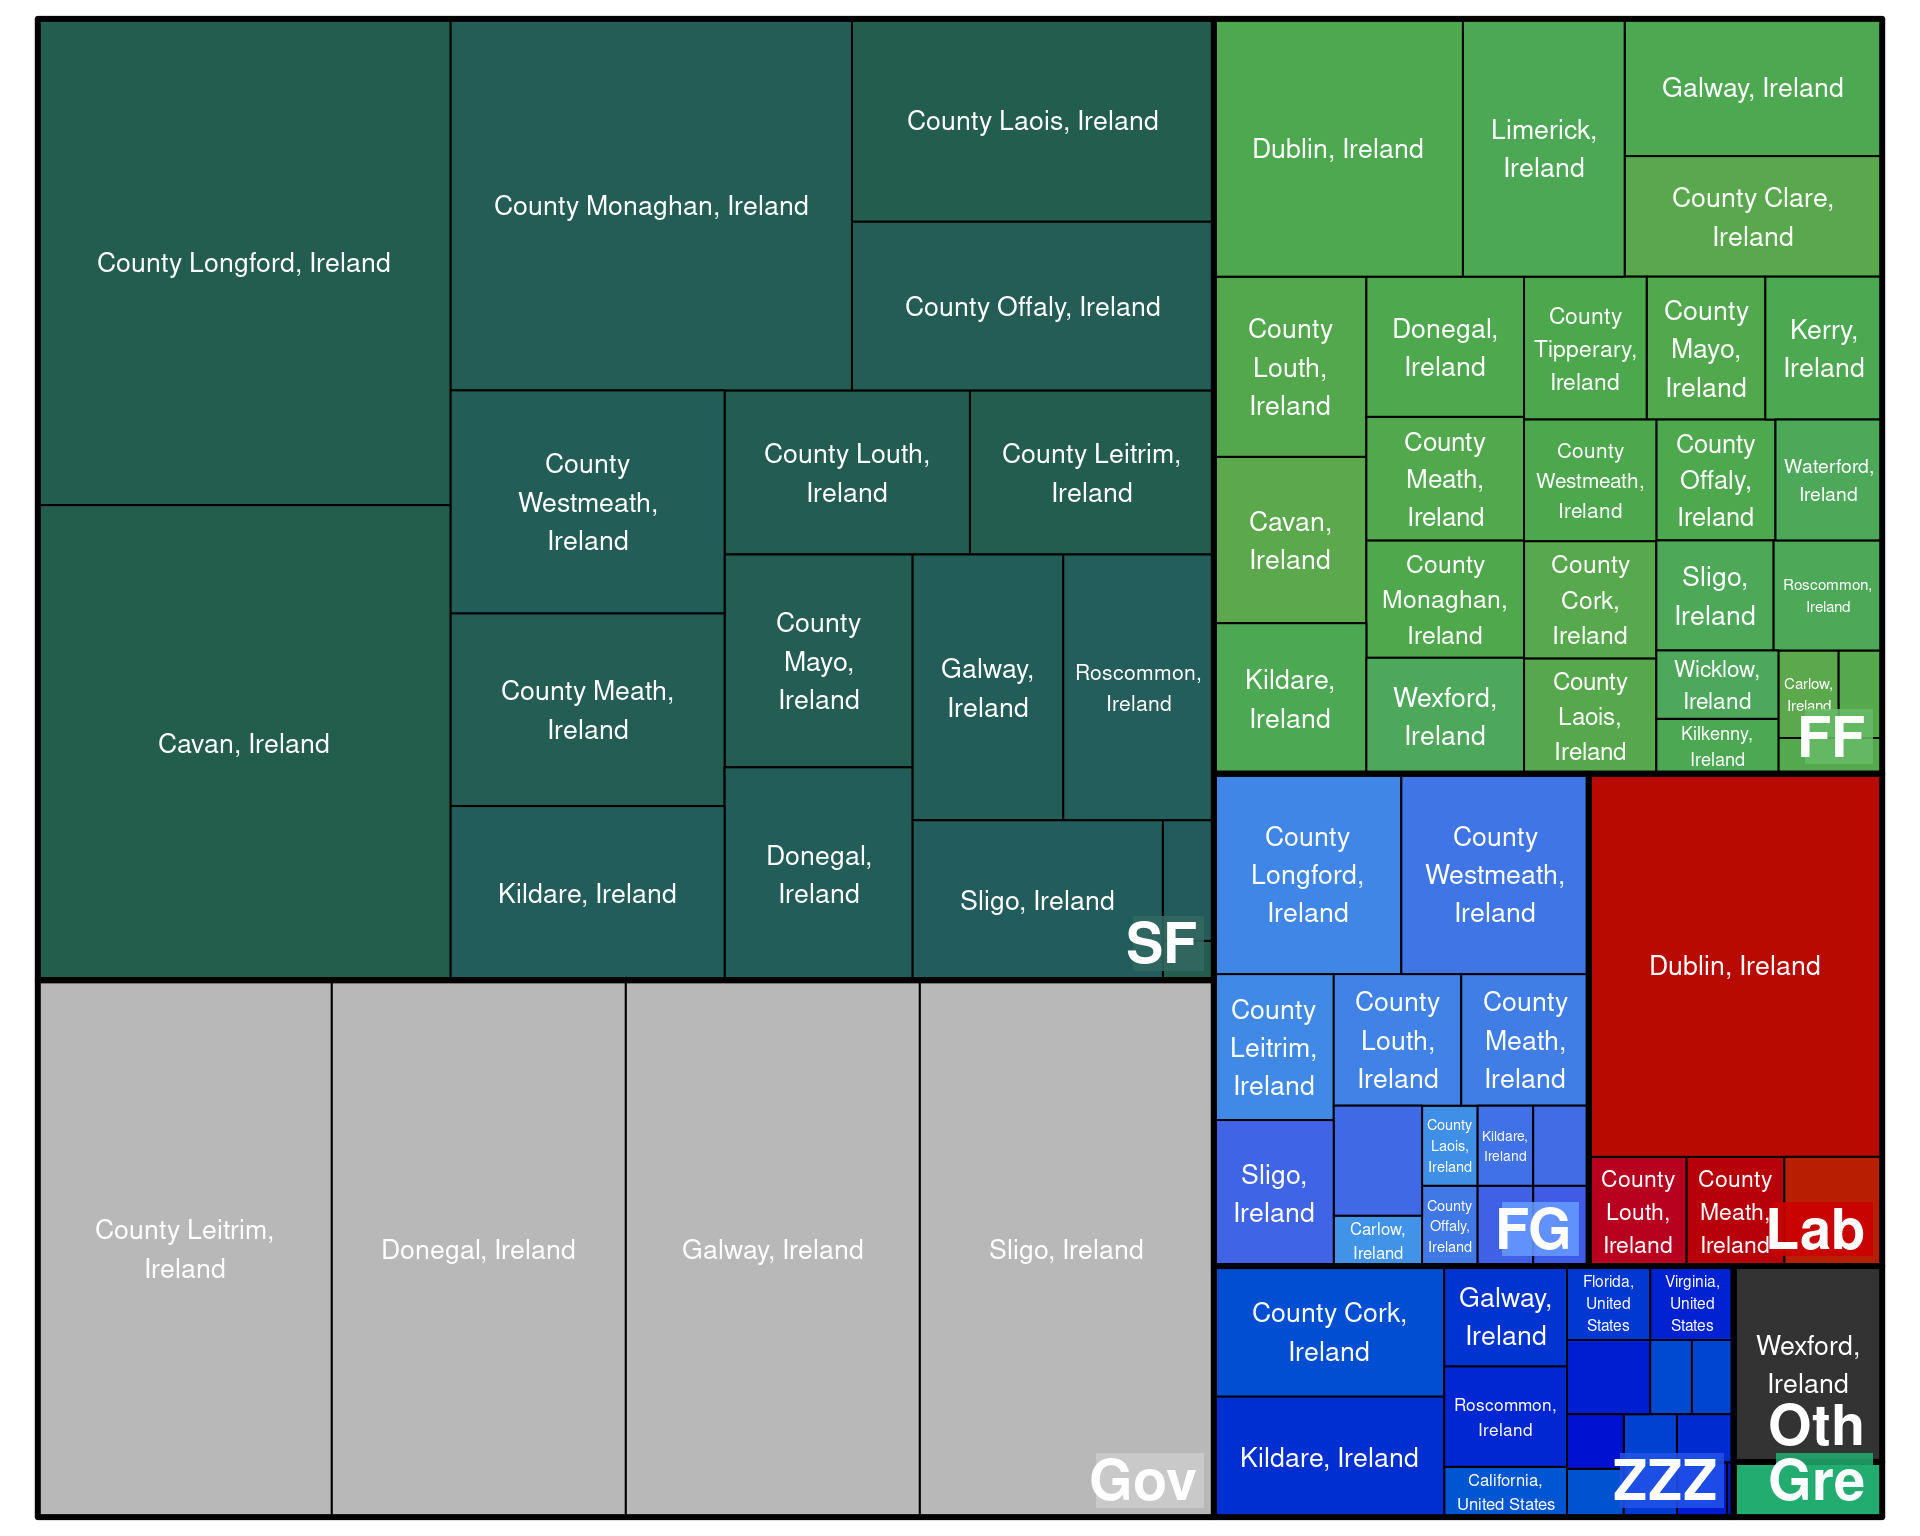 County Longford, Ireland
Cavan, Ireland
County Monaghan, Ireland
County Laois, Ireland
County Offaly, Ireland
County
Westmeath,
Ireland
County Meath,
Ireland
Kildare, Ireland
County Louth,
Ireland
County Leitrim,
Ireland
County
Mayo,
Ireland
Donegal,
Ireland
Galway,
Ireland
Roscommon,
Ireland
Sligo, Ireland
SF
County Leitrim,
Ireland
Donegal, Ireland
Galway, Ireland
Sligo, Ireland
Gov
Dublin, Ireland
Limerick,
Ireland
Galway, Ireland
County Clare,
Ireland
County
Louth,
Ireland
Cavan,
Ireland
Kildare,
Ireland
Donegal,
Ireland
County
Meath,
Ireland
County
Monaghan,
Ireland
Wexford,
Ireland
County
Tipperary,
Ireland
County
Mayo,
Ireland
Kerry,
Ireland
County
Westmeath,
Ireland
County
Offaly,
Ireland
Waterford,
Ireland
County
Cork,
Ireland
County
Laois,
Ireland
Sligo,
Ireland
Roscommon,
Ireland
Wicklow,
Ireland
Kilkenny,
Ireland
Carlow,
Ireland
FF
County
Longford,
Ireland
County
Westmeath,
Ireland
County
Leitrim,
Ireland
Sligo,
Ireland
County
Louth,
Ireland
County
Meath,
Ireland
Carlow,
Ireland
County
Laois,
Ireland
Kildare,
Ireland
County
Offaly,
Ireland
FG
Dublin, Ireland
County
Louth,
Ireland
County
Meath,
Ireland
Lab
County Cork,
Ireland
Kildare, Ireland
Galway,
Ireland
Roscommon,
Ireland
California,
United States
Florida,
United
States
Virginia,
United
States
ZZZ
Wexford,
Ireland
Oth
Gre